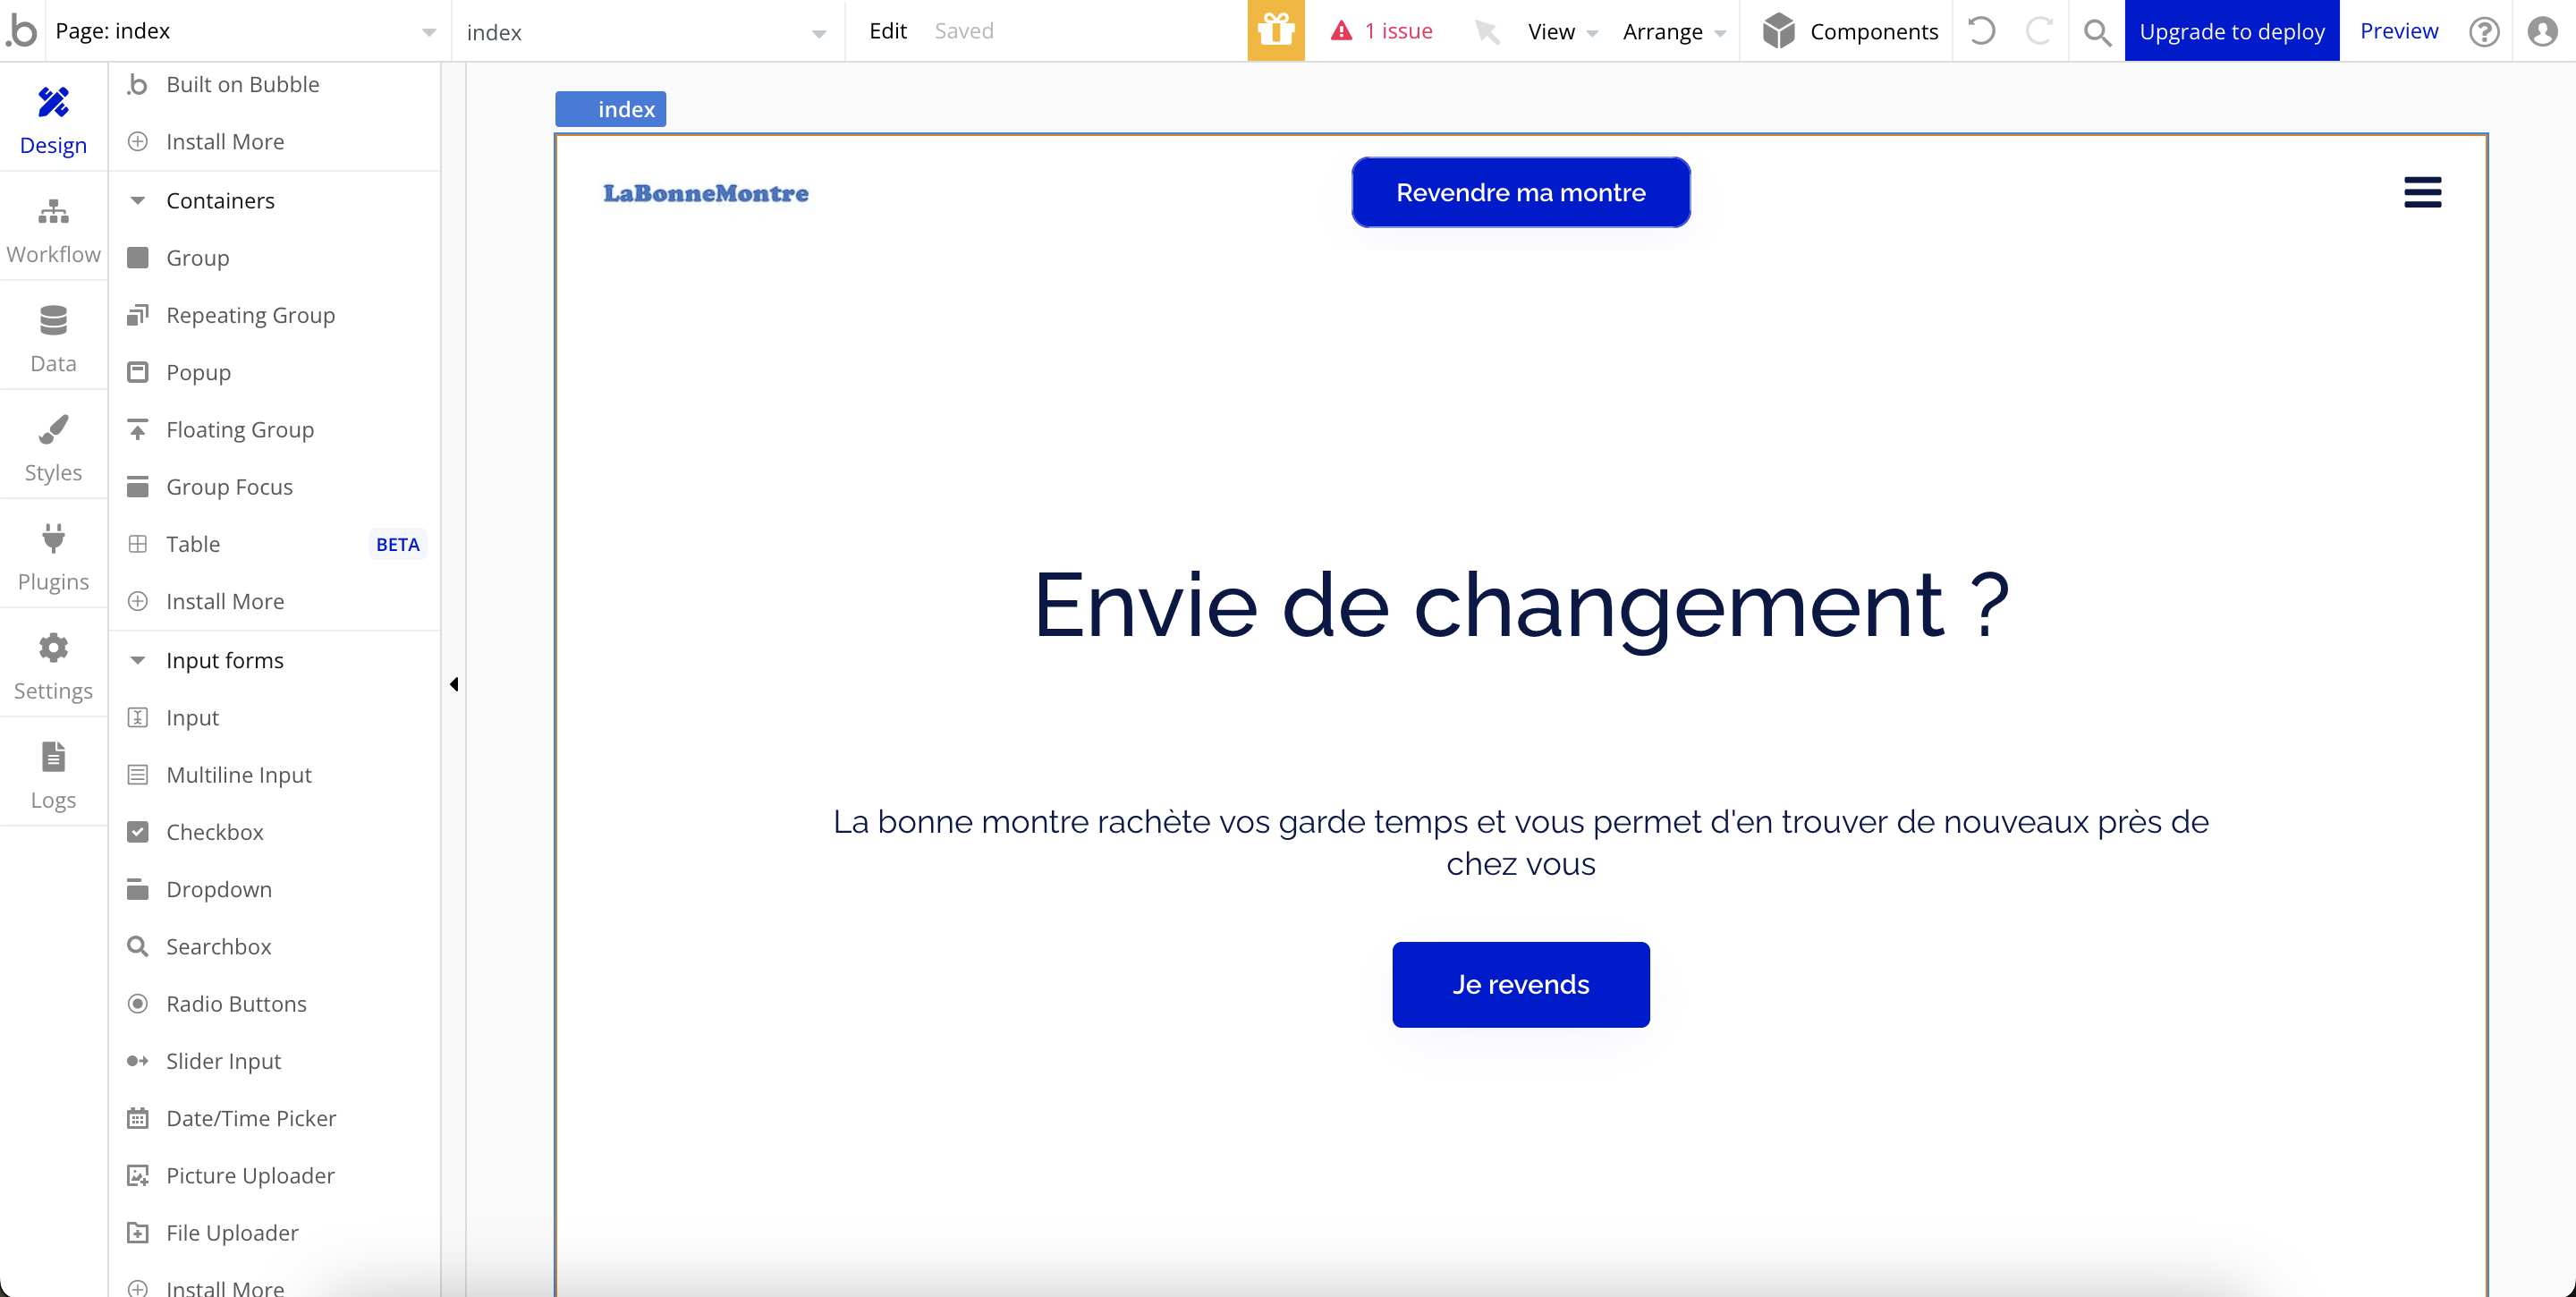 Page: index
index
Edit
Saved
1 issue
View
Arrange
Components
Upgrade to deploy
Preview
Design
Workflow
Data
Styles
Plugins
Settings
Logs
Built on Bubble
Install More
Containers
Group
Repeating Group
Popup
Floating Group
Group Focus
Table
BETA
Install More
Input forms
Input
Multiline Input
Checkbox
Dropdown
Searchbox
Radio Buttons
Slider Input
Date/Time Picker
Picture Uploader
File Uploader
Install More
index
LaBonneMontre
Revendre ma montre
Envie de changement ?
La bonne montre rachète vos garde temps et vous permet d'en trouver de nouveaux près de
chez vous
Je revends